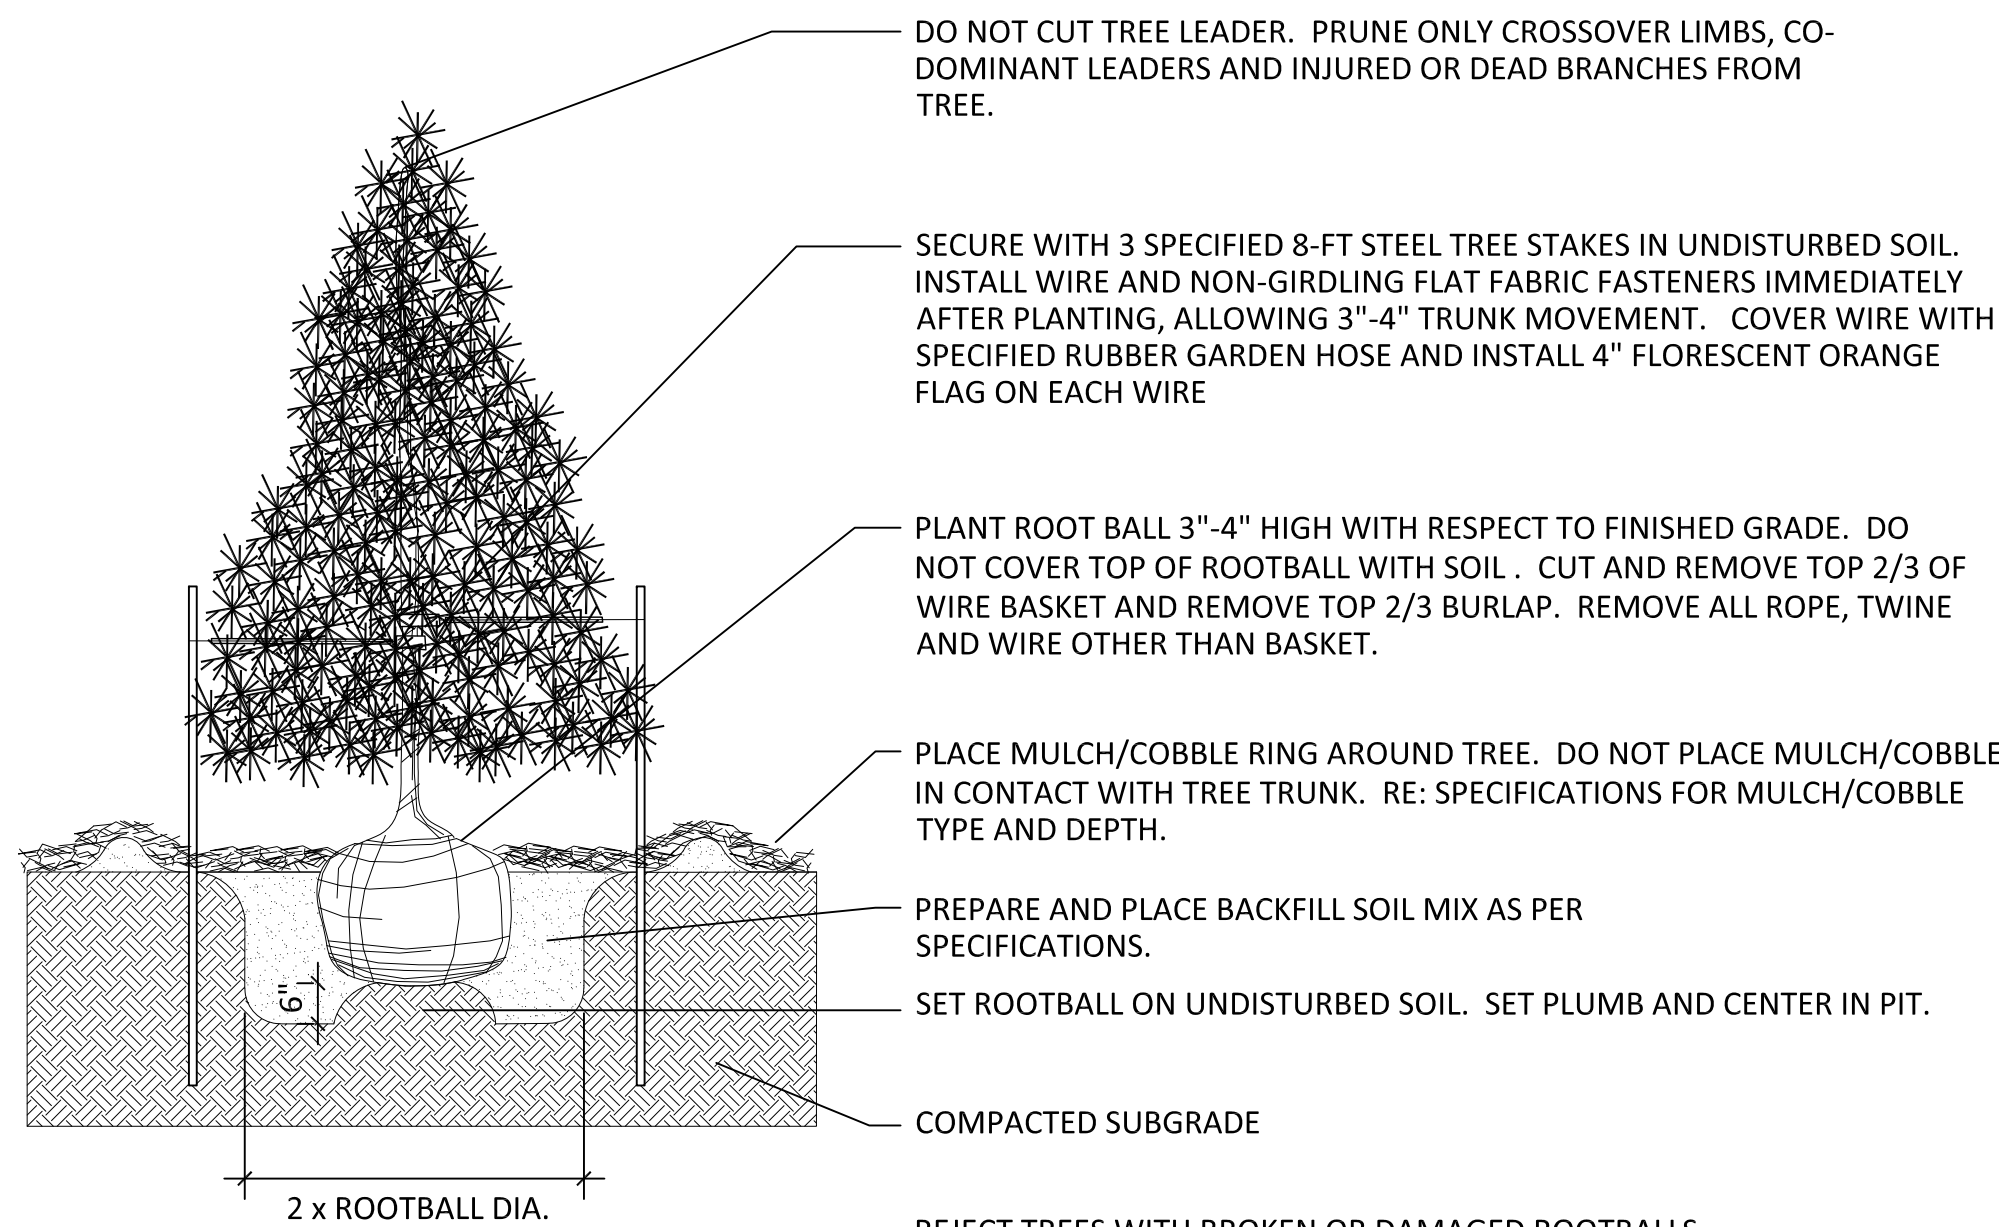 DO NOT CUT TREE LEADER.  PRUNE ONLY CROSSOVER LIMBS, CO-
DOMINANT LEADERS AND INJURED OR DEAD BRANCHES FROM
TREE.
SECURE WITH 3 SPECIFIED 8-FT STEEL TREE STAKES IN UNDISTURBED SOIL.
INSTALL WIRE AND NON-GIRDLING FLAT FABRIC FASTENERS IMMEDIATELY
AFTER PLANTING, ALLOWING 3"-4" TRUNK MOVEMENT.   COVER WIRE WITH
SPECIFIED RUBBER GARDEN HOSE AND INSTALL 4" FLORESCENT ORANGE
FLAG ON EACH WIRE
PLANT ROOT BALL 3"-4" HIGH WITH RESPECT TO FINISHED GRADE.  DO
NOT COVER TOP OF ROOTBALL WITH SOIL .  CUT AND REMOVE TOP 2/3 OF
WIRE BASKET AND REMOVE TOP 2/3 BURLAP.  REMOVE ALL ROPE, TWINE
AND WIRE OTHER THAN BASKET.
PLACE MULCH/COBBLE RING AROUND TREE.  DO NOT PLACE MULCH/COBBLE
IN CONTACT WITH TREE TRUNK.  RE: SPECIFICATIONS FOR MULCH/COBBLE
TYPE AND DEPTH.
PREPARE AND PLACE BACKFILL SOIL MIX AS PER
SPECIFICATIONS.
6"
SET ROOTBALL ON UNDISTURBED SOIL.  SET PLUMB AND CENTER IN PIT.
COMPACTED SUBGRADE
2 x ROOTBALL DIA.
REJECT TREES WITH BROKEN OR DAMAGED ROOTBALLS